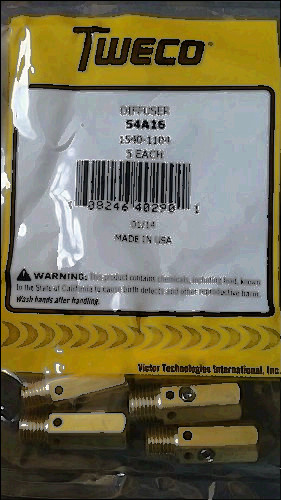 TWECO®
DIFFUSER
54A16
1540-1104
5 EACH
1 08246 40290 1
01/14
MADE IN USA
WARNING: This product contains chemicals, including lead, known
to the State of California to cause birth defects and other reproductive harm.
Wash hands after handling.
Victor Technologies International, Inc.